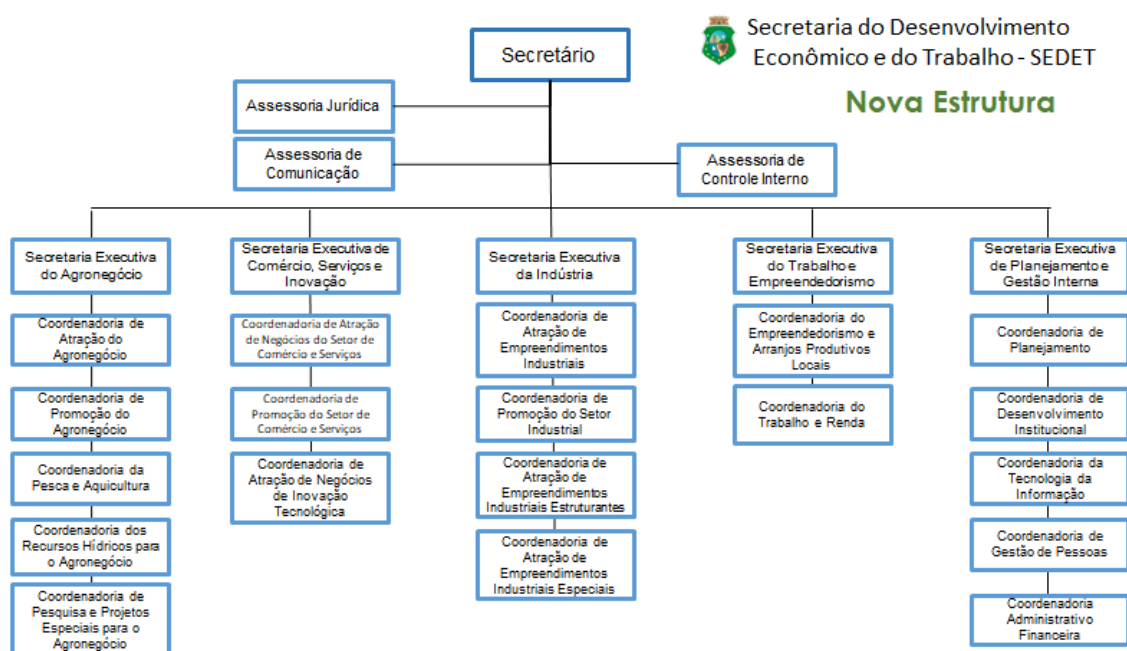 Secretaria do Desenvolvimento
Econômico e do Trabalho - SEDET
Nova Estrutura
Secretário
Assessoria Jurídica
Assessoria de
Comunicação
Assessoria de
Controle Interno
Secretaria Executiva
do Agronegócio
Coordenadoria de
Atração do
Agronegócio
Coordenadoria de
Promoção do
Agronegócio
Coordenadoria da
Pesca e Aquicultura
Coordenadoria dos
Recursos Hídricos para
o Agronegócio
Coordenadoria de
Pesquisa e Projetos
Especiais para o
Agronegócio
Secretaria Executiva de
Comércio, Serviços e
Inovação
Coordenadoria de Atração
de Negócios do Setor de
Comércio e Serviços
Coordenadoria de
Promoção do Setor de
Comércio e Serviços
Coordenadoria de
Atração de Negócios
de Inovação
Tecnológica
Secretaria Executiva
da Indústria
Coordenadoria de
Atração de
Empreendimentos
Industriais
Coordenadoria de
Promoção do Setor
Industrial
Coordenadoria de
Atração de
Empreendimentos
Industriais Estruturantes
Coordenadoria de
Atração de
Empreendimentos
Industriais Especiais
Secretaria Executiva
do Trabalho e
Empreendedorismo
Coordenadoria do
Empreendedorismo e
Arranjos Produtivos
Locais
Coordenadoria do
Trabalho e Renda
Secretaria Executiva
de Planejamento e
Gestão Interna
Coordenadoria de
Planejamento
Coordenadoria de
Desenvolvimento
Institucional
Coordenadoria da
Tecnologia da
Informação
Coordenadoria de
Gestão de Pessoas
Coordenadoria
Administrativo
Financeira